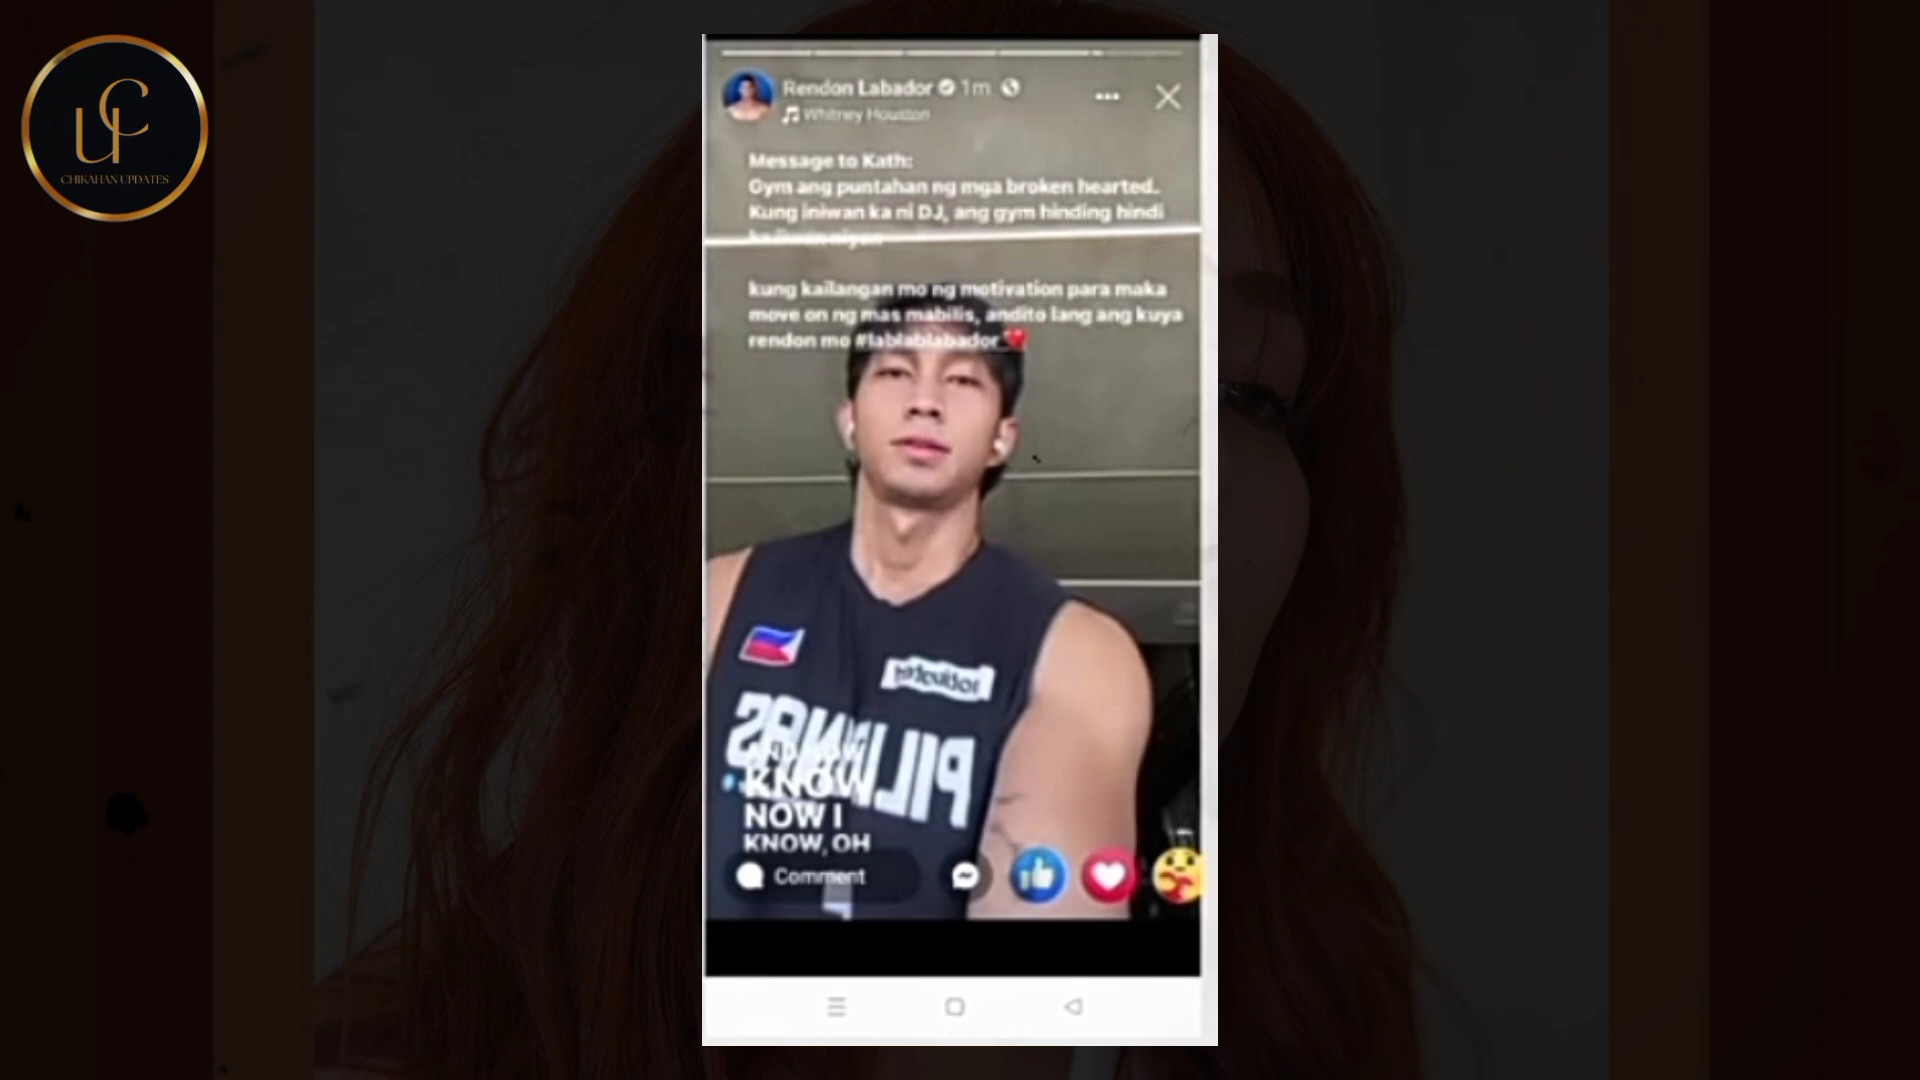 UC
CHIKAHAN UPDATES
Rendon Labador 1m
Whitney Houston
Message to Kath:
Gym ang puntahan ng mga broken hearted.
Kung iniwan ka ni DJ, ang gym hinding hindi
kung kailangan mo ng motivation para maka
move on ng mas mabilis, andito lang ang kuya
rendon mo #lablablabador
PILIPINAS
KNOW
NOW I
KNOW, OH
Comment